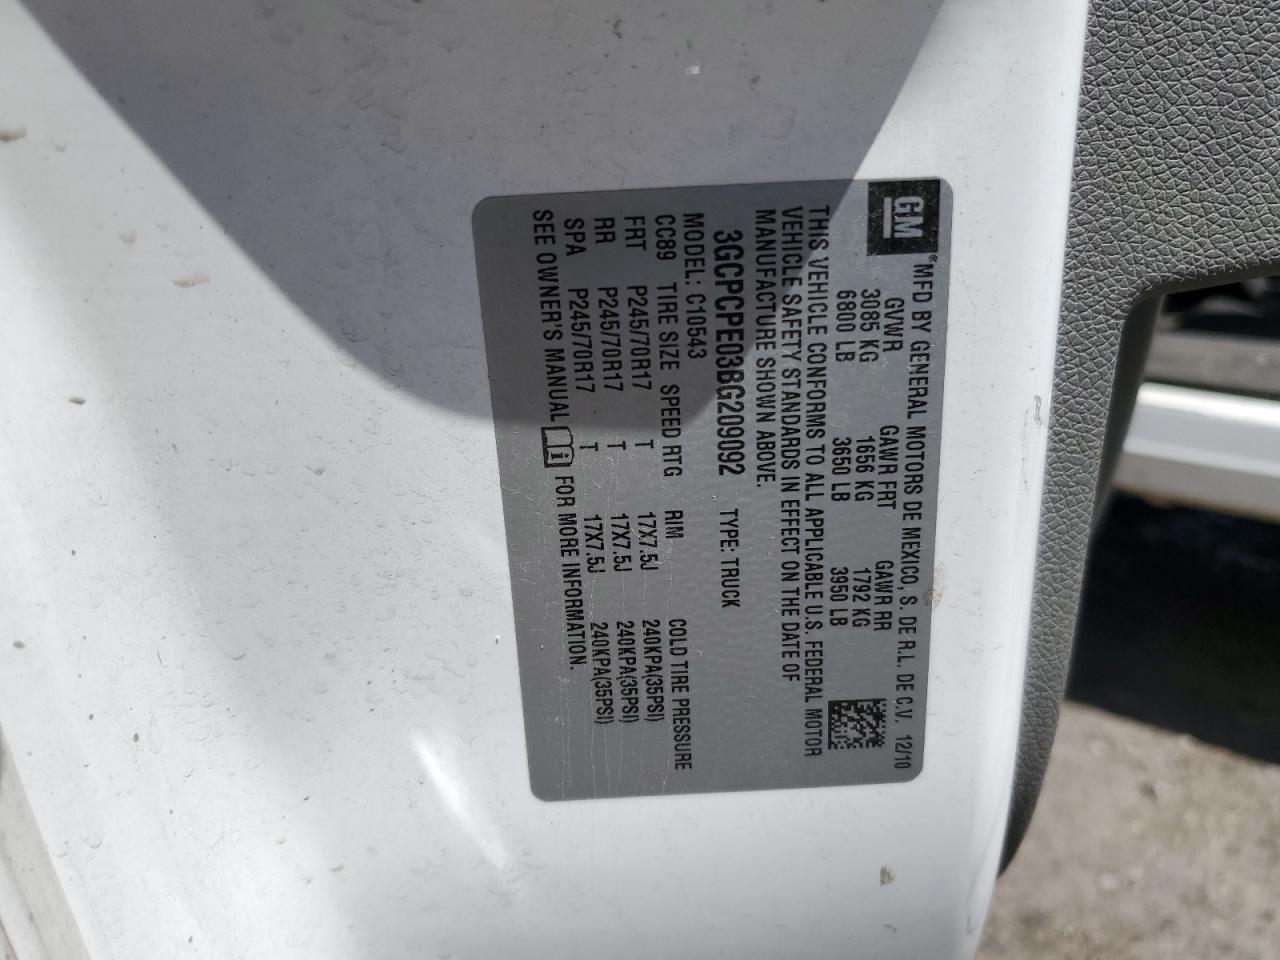 GM ®MFD BY GENERAL MOTORS DE MEXICO, S. DE R.L. DE C.V. 12/10
GVWR GAWR FRT GAWR RR
3085 KG 1656 KG 1792 KG
6800 LB 3650 LB 3950 LB
THIS VEHICLE CONFORMS TO ALL APPLICABLE U.S. FEDERAL MOTOR
VEHICLE SAFETY STANDARDS IN EFFECT ON THE DATE OF
MANUFACTURE SHOWN ABOVE.
3GCPCPE03BG209092 TYPE: TRUCK
MODEL: C10543
CC89 TIRE SIZE SPEED RTG RIM COLD TIRE PRESSURE
FRT P245/70R17 T 17X7.5J 240KPA(35PSI)
RR P245/70R17 T 17X7.5J 240KPA(35PSI)
SPA P245/70R17 T 17X7.5J 240KPA(35PSI)
SEE OWNER'S MANUAL FOR MORE INFORMATION.